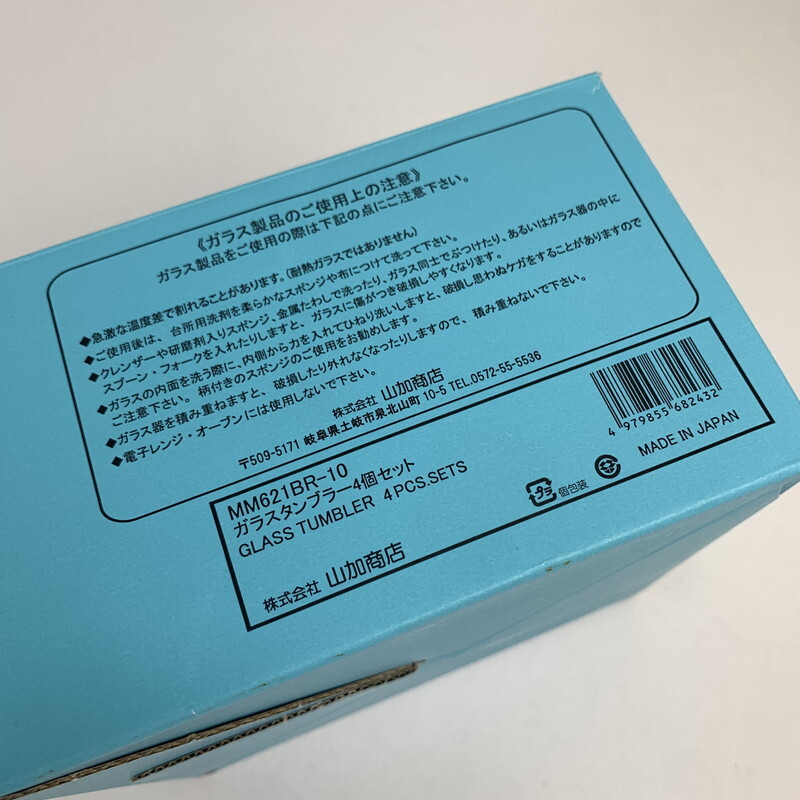 《ガラス製品のご使用上の注意》
ガラス製品をご使用の際は下記の点にご注意下さい。
◆急激な温度差で割れることがあります。(耐熱ガラスではありません)
◆ご使用後は、台所用洗剤を柔らかなスポンジや布につけて洗って下さい。
◆クレンザーや研磨剤入りスポンジ、金属たわしで洗ったり、ガラス同士でぶつけたり、あるいはガラス器の中に
スプーン・フォークを入れたりしますと、ガラスに傷がつき破損しやすくなります。
◆ガラスの内面を洗う際に、内側から力を入れてひねり洗いしますと、破損し思わぬケガをすることがありますので
ご注意下さい。柄付きのスポンジのご使用をお勧めします。
◆ガラス器を積み重ねますと、破損したり外れなくなったりしますので、積み重ねないで下さい。
◆電子レンジ・オーブンには使用しないで下さい。
株式会社 山加商店
〒509-5171 岐阜県土岐市泉北山町 10-5 TEL.0572-55-5536
MM621BR-10
ガラスタンブラー4個セット
GLASS TUMBLER 4PCS.SETS
株式会社 山加商店
4 979855 682432
プラ 個包装
MADE IN JAPAN